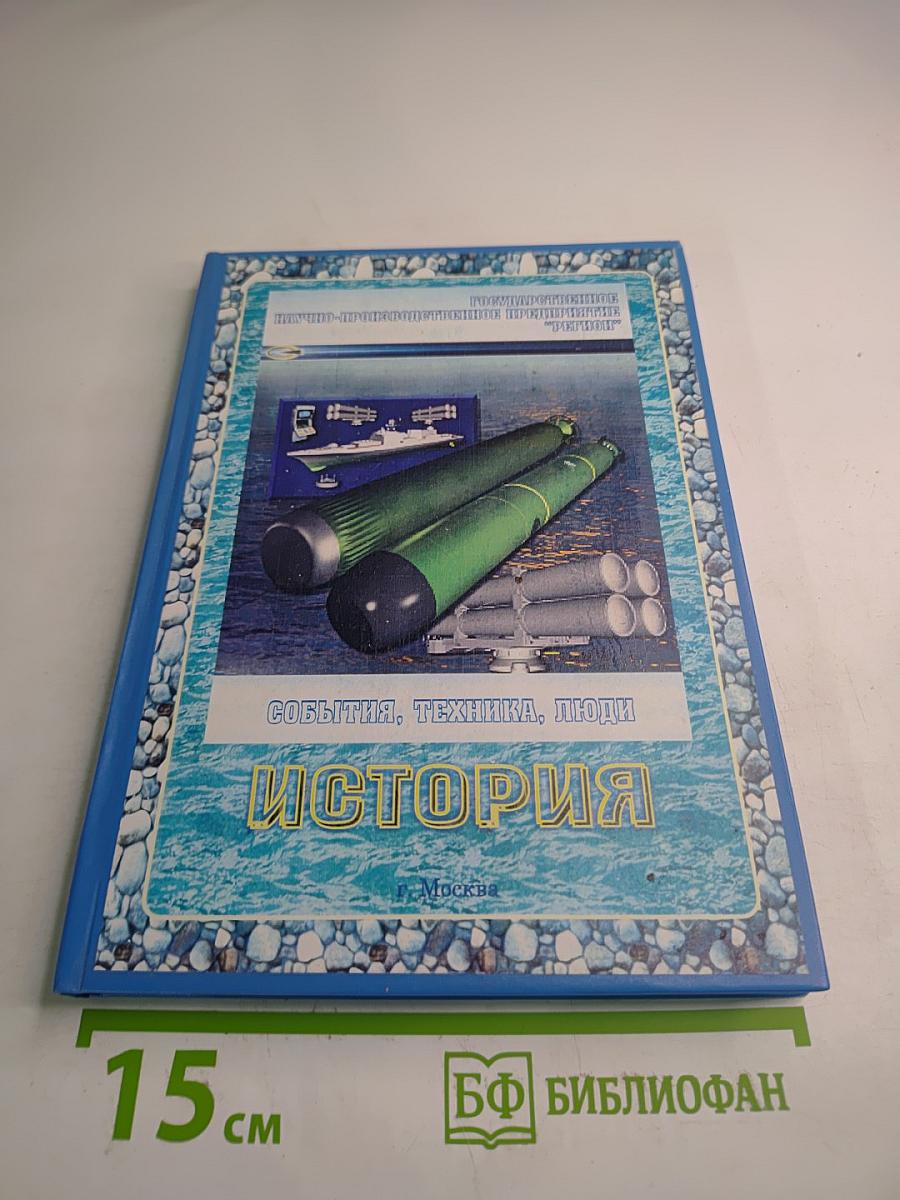 ГОСУДАРСТВЕННОЕ
НАУЧНО-ПРОИЗВОДСТВЕННОЕ ПРЕДПРИЯТИЕ
"РЕГИОН"
СОБЫТИЯ, ТЕХНИКА, ЛЮДИ
ИСТОРИЯ
г. Москва
15 см
БФ БИБЛИОФАН